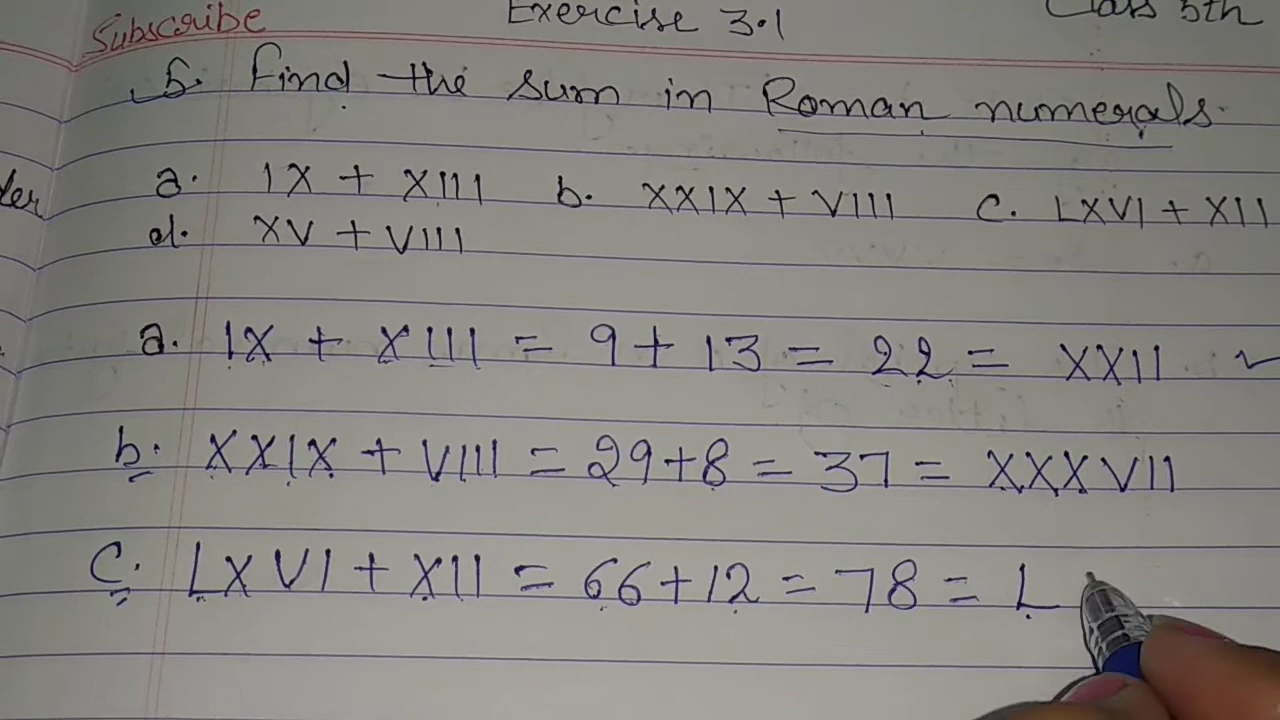 Subscribe Exercise 3.1 Class 5th
5. Find the sum in Roman numerals.
a. IX + XIII b. XXIX + VIII c. LXVI + XII
d. XV + VIII
a. IX + XIII = 9 + 13 = 22 = XXII ✓
b. XXIX + VIII = 29 + 8 = 37 = XXXVII
C. LXVI + XII = 66 + 12 = 78 = L